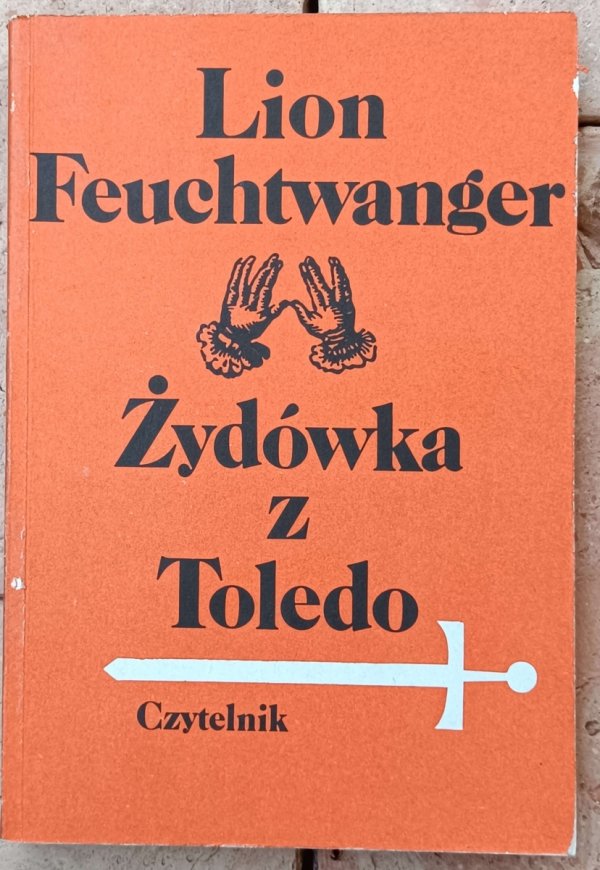 Lion
Feuchtwanger
Żydówka
z
Toledo
Czytelnik